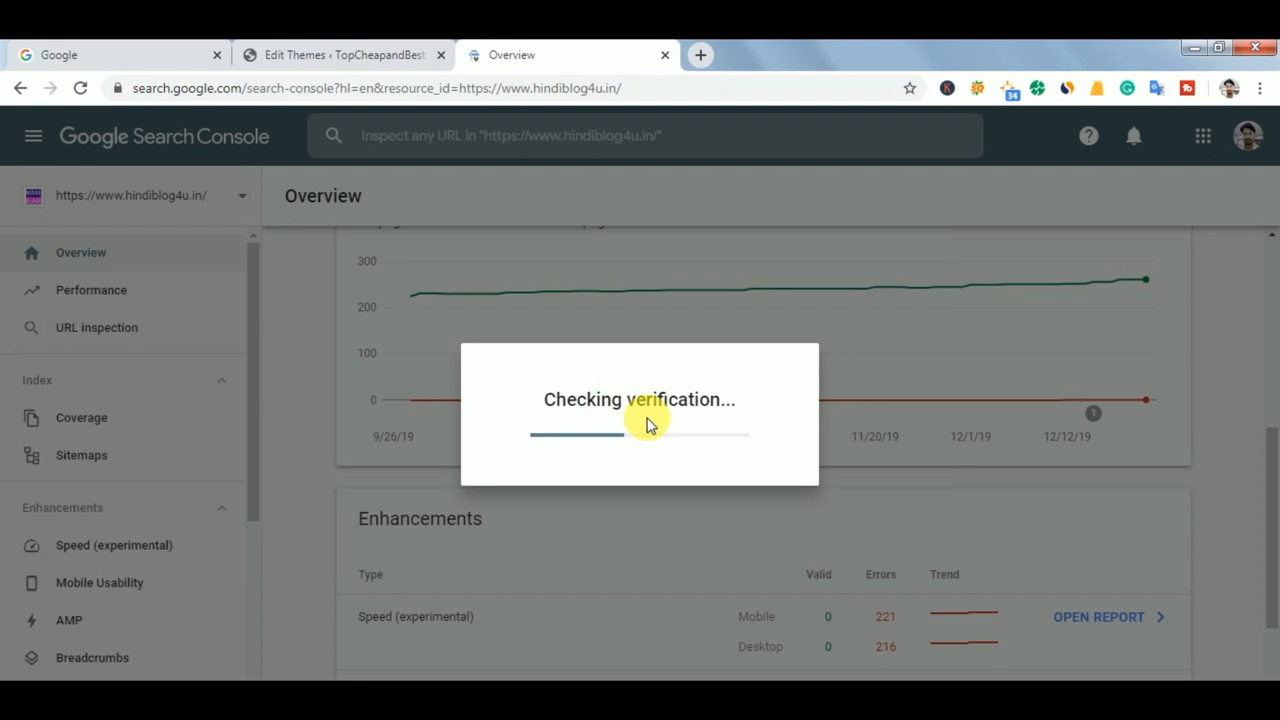 Google
Edit Themes ‹ TopCheapandBest
Overview
search.google.com/search-console?hl=en&resource_id=https://www.hindiblog4u.in/
34
Google Search Console
Inspect any URL in "https://www.hindiblog4u.in/"
https://www.hindiblog4u.in/
Overview
Overview
Performance
URL inspection
Index
Coverage
Sitemaps
Enhancements
Speed (experimental)
Mobile Usability
AMP
Breadcrumbs
300
200
100
0
1
9/26/19
11/20/19
12/1/19
12/12/19
Checking verification...
Enhancements
Type Valid Errors Trend
Speed (experimental) Mobile 0 221 OPEN REPORT
Desktop 0 216